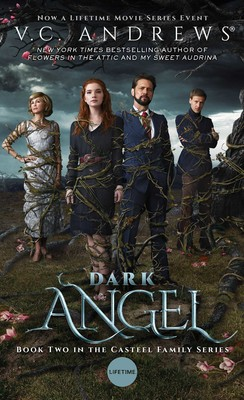 NOW A LIFETIME MOVIE SERIES EVENT
V.C. ANDREWS®
NEW YORK TIMES BESTSELLING AUTHOR OF
FLOWERS IN THE ATTIC AND MY SWEET AUDRINA
DARK
ANGEL
BOOK TWO IN THE CASTEEL FAMILY SERIES
LIFETIME